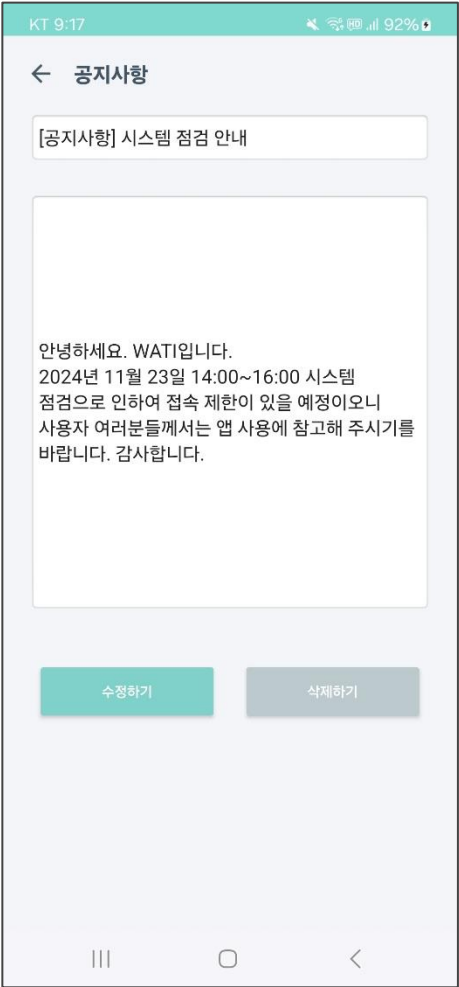 KT 9:17 92%
공지사항
[공지사항] 시스템 점검 안내
안녕하세요. WATI입니다.
2024년 11월 23일 14:00~16:00 시스템
점검으로 인하여 접속 제한이 있을 예정이오니
사용자 여러분들께서는 앱 사용에 참고해 주시기를
바랍니다. 감사합니다.
수정하기 삭제하기